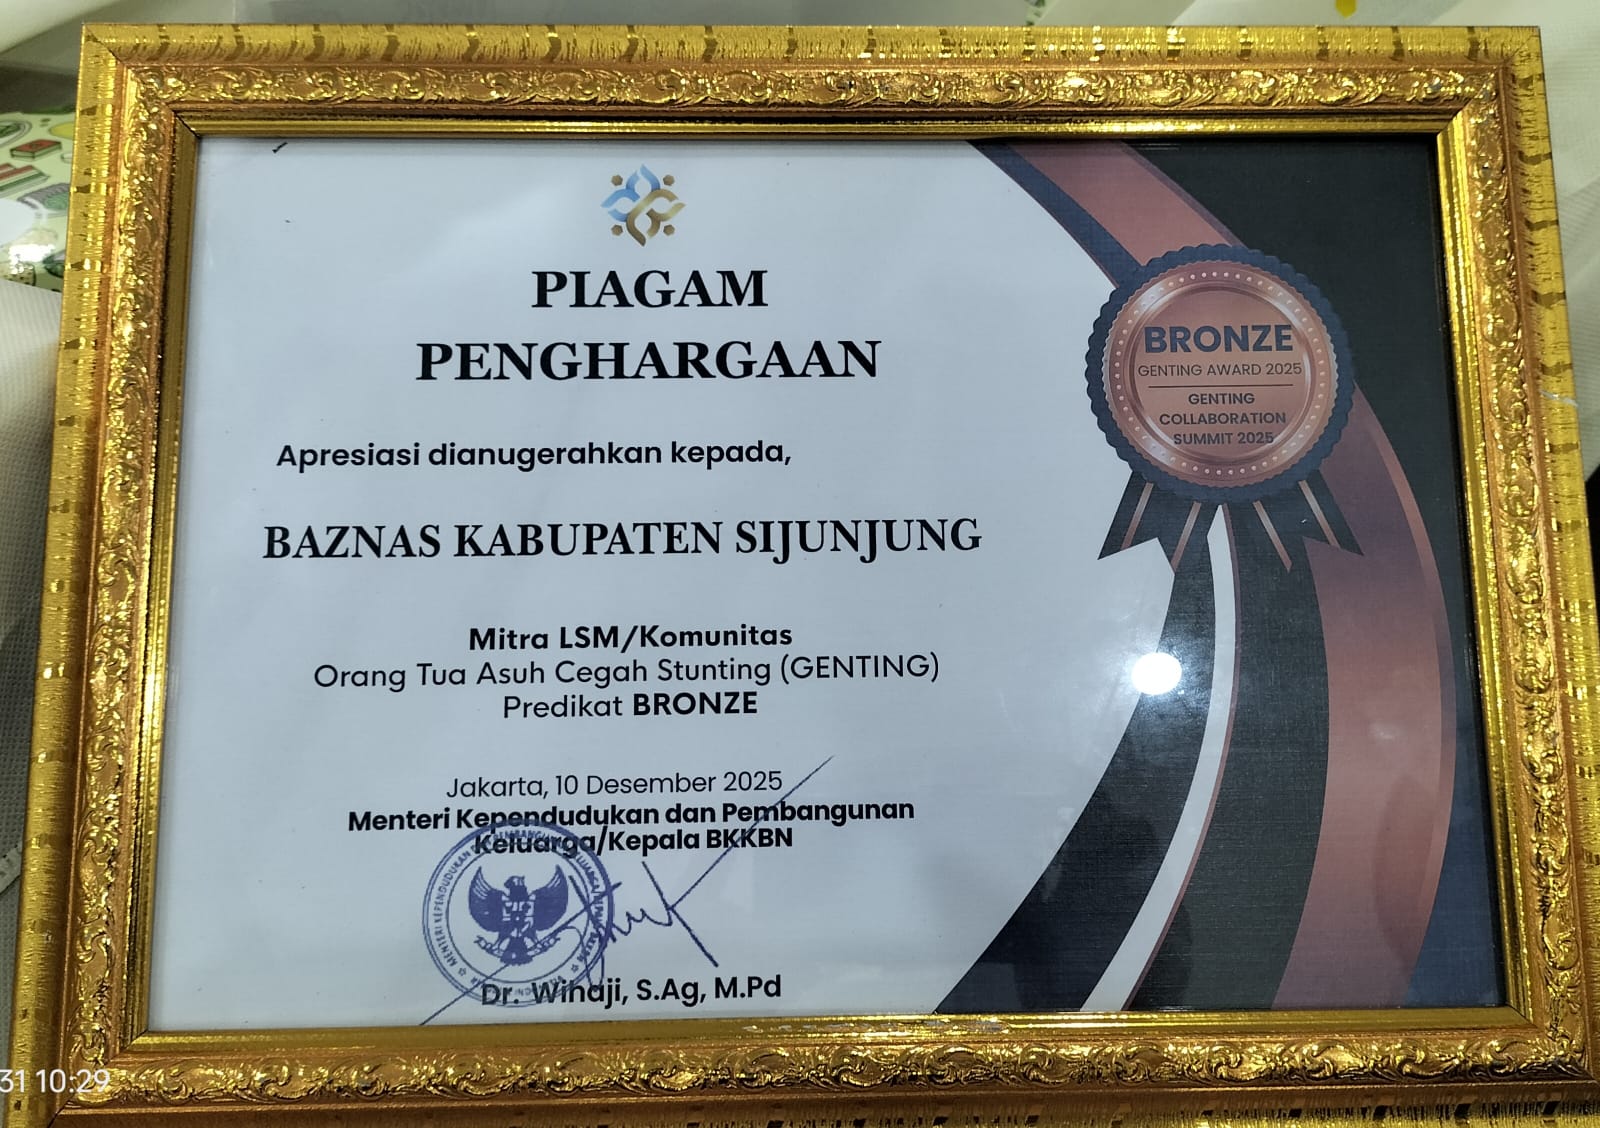 PIAGAM
PENGHARGAAN
Apresiasi dianugerahkan kepada,
BAZNAS KABUPATEN SIJUNJUNG
Mitra LSM/Komunitas
Orang Tua Asuh Cegah Stunting (GENTING)
Predikat BRONZE
Jakarta, 10 Desember 2025
Menteri Kependudukan dan Pembangunan
Keluarga/Kepala BKKBN
MENTERI KEPENDUDUKAN
Dr. Wihaji, S.Ag, M.Pd
BRONZE
GENTING AWARD 2025
GENTING
COLLABORATION
SUMMIT 2025
31 10:29